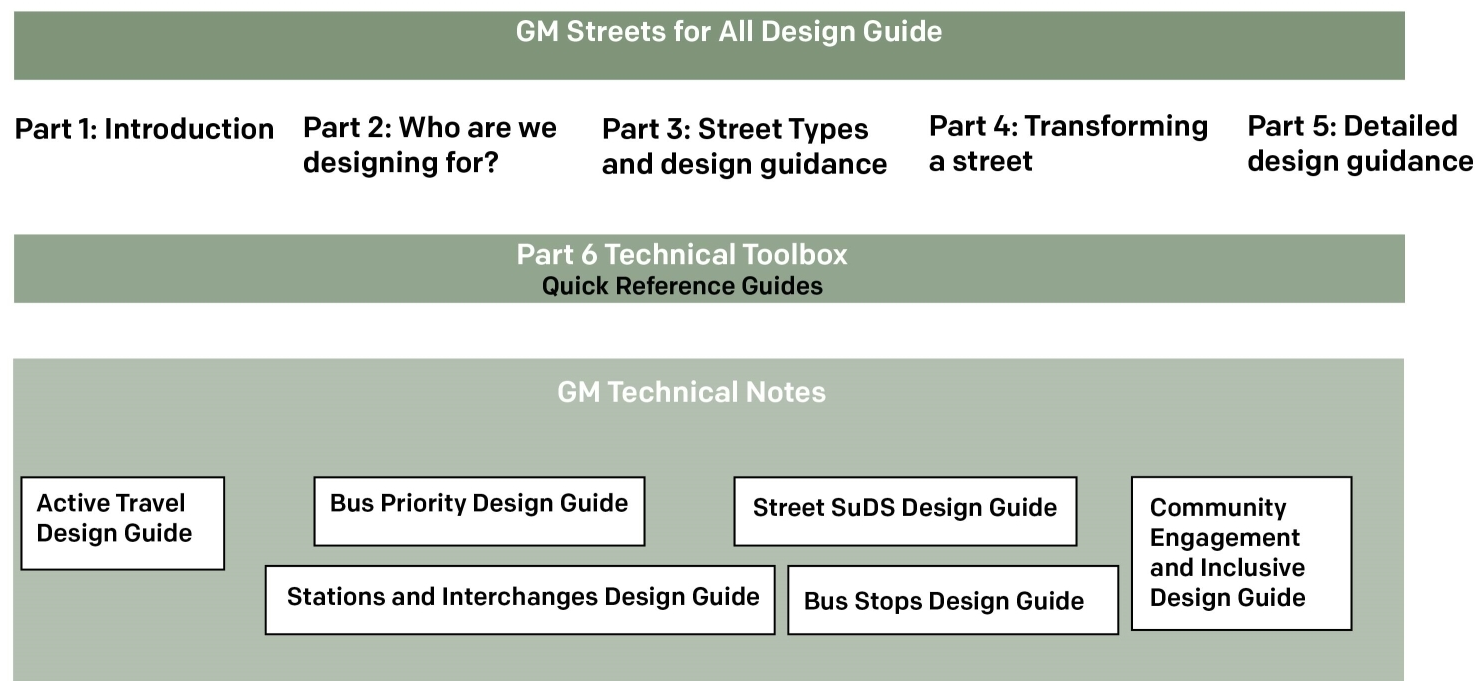 GM Streets for All Design Guide
Part 1: Introduction
Part 2: Who are we
designing for?
Part 3: Street Types
and design guidance
Part 4: Transforming
a street
Part 5: Detailed
design guidance
Part 6 Technical Toolbox
Quick Reference Guides
GM Technical Notes
Active Travel
Design Guide
Bus Priority Design Guide
Street SuDS Design Guide
Community
Engagement
and Inclusive
Design Guide
Stations and Interchanges Design Guide
Bus Stops Design Guide